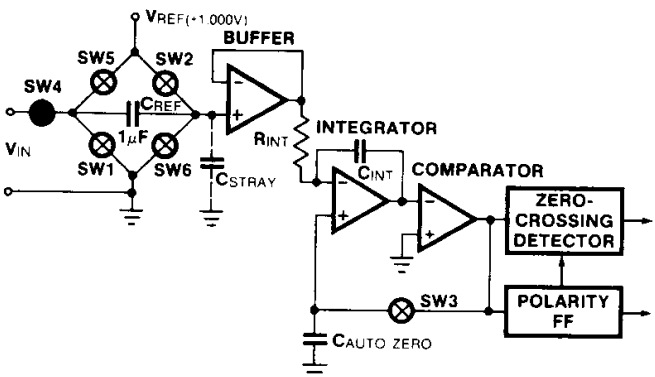 VREF(+1.000V)
BUFFER
SW5
SW2
SW4
CREF
1μF
VIN
SW1
SW6
CSTRAY
RINT
INTEGRATOR
CINT
COMPARATOR
ZERO-
CROSSING
DETECTOR
SW3
POLARITY
FF
CAUTO ZERO